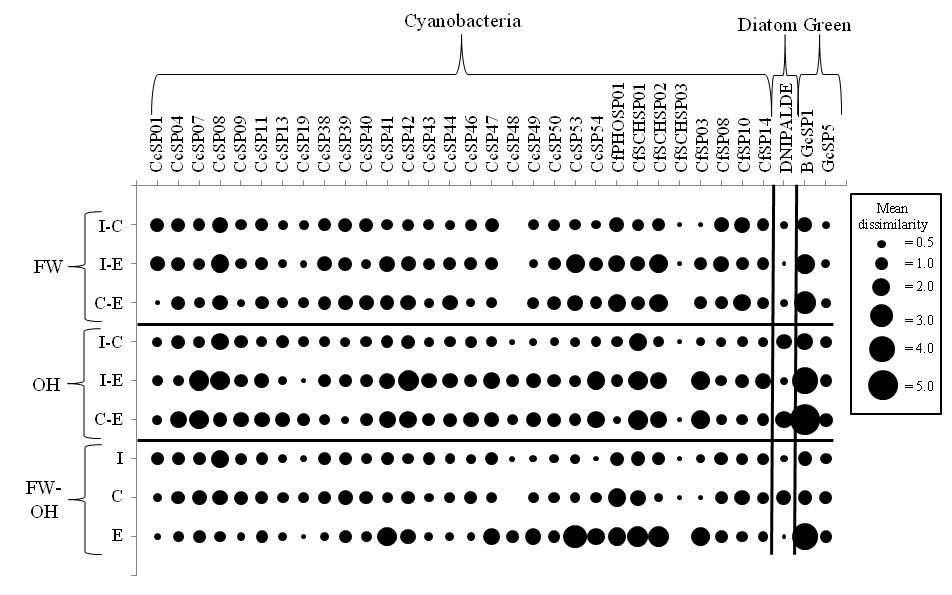 Cyanobacteria
Diatom Green
CcSP01
CcSP04
CcSP07
CcSP08
CcSP09
CcSP11
CcSP13
CcSP19
CcSP38
CcSP39
CcSP40
CcSP41
CcSP42
CcSP43
CcSP44
CcSP46
CcSP47
CcSP48
CcSP49
CcSP50
CcSP53
CcSP54
CfPHOSP01
CfSCHSP01
CfSCHSP02
CfSCHSP03
CfSP03
CfSP08
CfSP10
CfSP14
DNIPALDE
B GcSP1
GcSP5
FW
I-C
I-E
C-E
OH
I-C
I-E
C-E
FW-
OH
I
C
E
Mean
dissimilarity
= 0.5
= 1.0
= 2.0
= 3.0
= 4.0
= 5.0